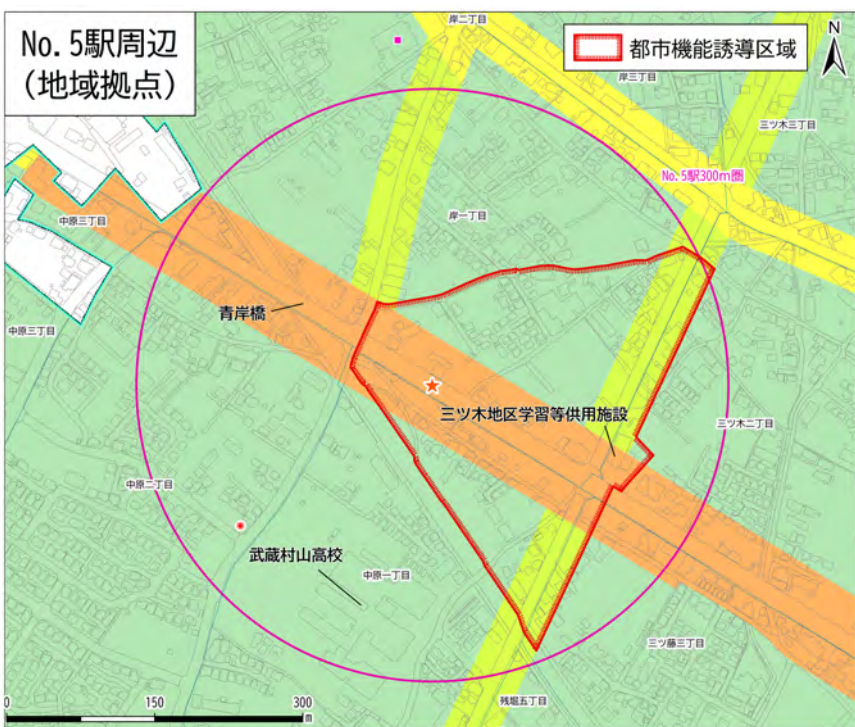 No.5駅周辺
(地域拠点)
岸二丁目
都市機能誘導区域
N
岸三丁目
三ツ木三丁目
No.5駅300m圏
中原三丁目
岸一丁目
青岸橋
中原三丁目
三ツ木地区学習等供用施設
三ツ木二丁目
中原二丁目
武蔵村山高校
中原一丁目
三ツ藤三丁目
残堀五丁目
0 150 300
m